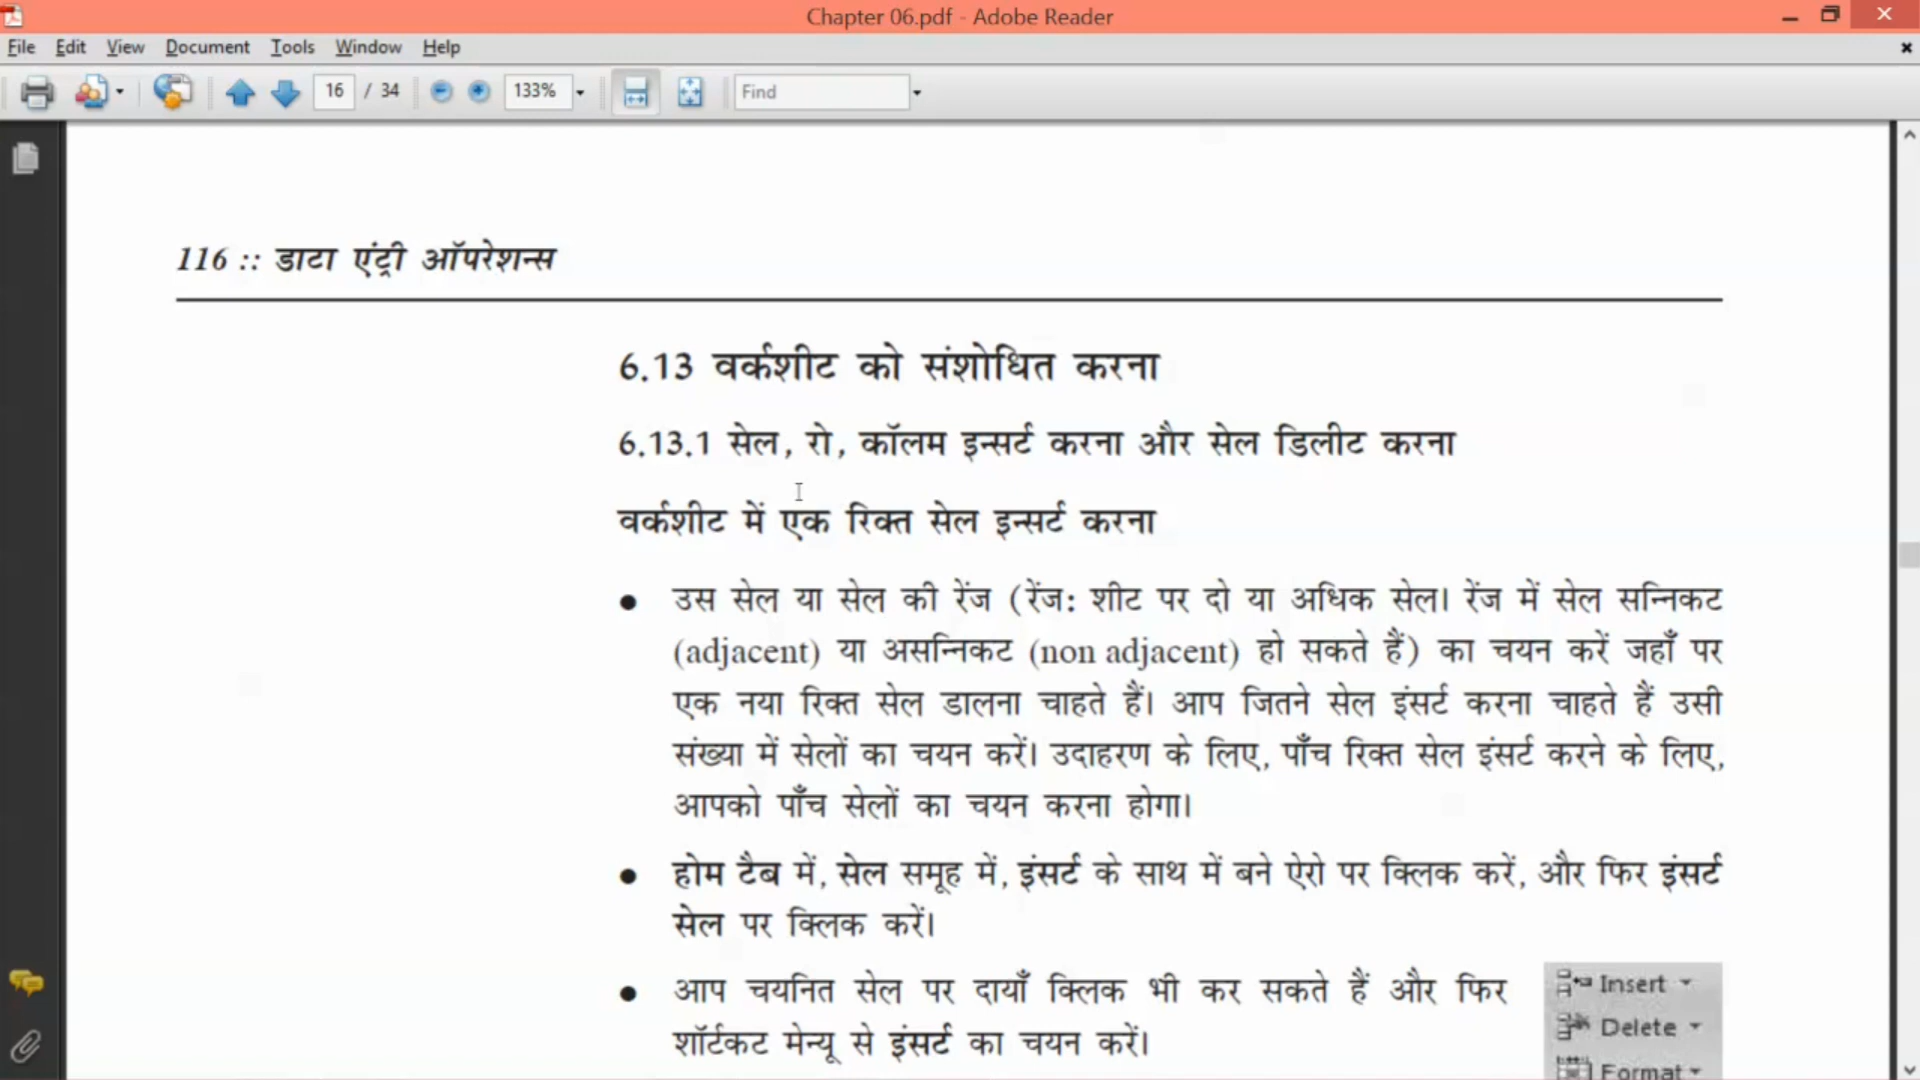 Chapter 06.pdf - Adobe Reader
File Edit View Document Tools Window Help
16 / 34 133% Find
116 :: डाटा एंट्री ऑपरेशन्स
6.13 वर्कशीट को संशोधित करना
6.13.1 सेल, रो, कॉलम इन्सर्ट करना और सेल डिलीट करना
वर्कशीट में एक रिक्त सेल इन्सर्ट करना
● उस सेल या सेल की रेंज (रेंज: शीट पर दो या अधिक सेल। रेंज में सेल सन्निकट
(adjacent) या असन्निकट (non adjacent) हो सकते हैं) का चयन करें जहाँ पर
एक नया रिक्त सेल डालना चाहते हैं। आप जितने सेल इंसर्ट करना चाहते हैं उसी
संख्या में सेलों का चयन करें। उदाहरण के लिए, पाँच रिक्त सेल इंसर्ट करने के लिए,
आपको पाँच सेलों का चयन करना होगा।
● होम टैब में, सेल समूह में, इंसर्ट के साथ में बने ऐरो पर क्लिक करें, और फिर इंसर्ट
सेल पर क्लिक करें।
● आप चयनित सेल पर दायाँ क्लिक भी कर सकते हैं और फिर
शॉर्टकट मेन्यू से इंसर्ट का चयन करें।
Insert
Delete
Format